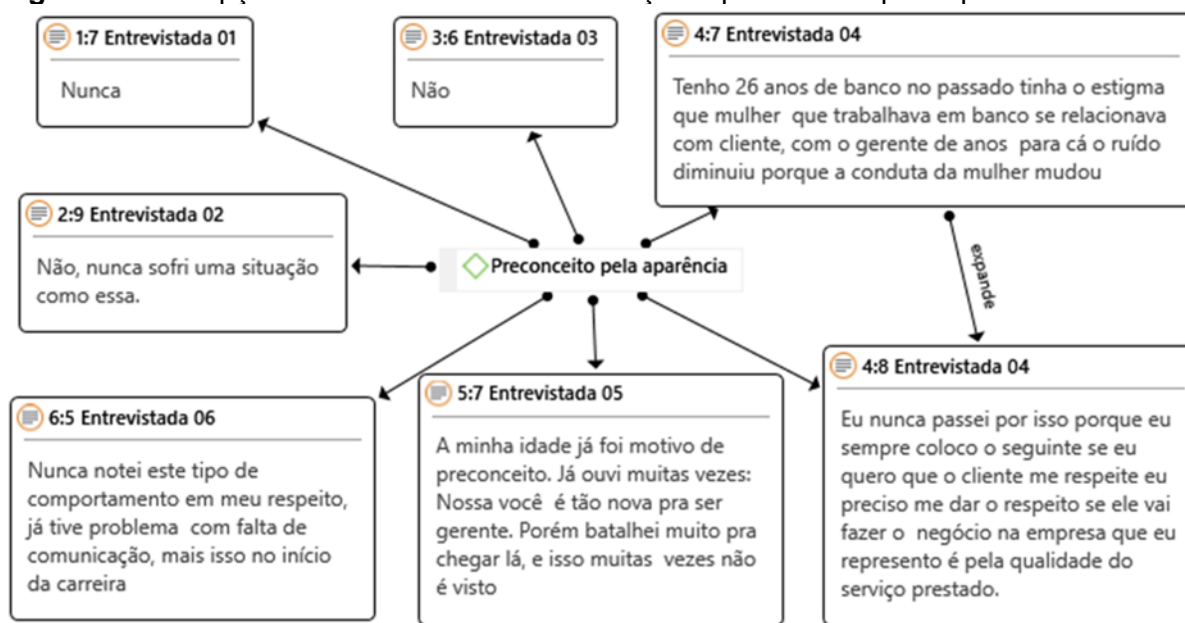 1:7 Entrevistada 01
Nunca
3:6 Entrevistada 03
Não
4:7 Entrevistada 04
Tenho 26 anos de banco no passado tinha o estigma
que mulher que trabalhava em banco se relacionava
com cliente, com o gerente de anos para cá o ruído
diminuiu porque a conduta da mulher mudou
2:9 Entrevistada 02
Não, nunca sofri uma situação
como essa.
Preconceito pela aparência
expande
6:5 Entrevistada 06
Nunca notei este tipo de
comportamento em meu respeito,
já tive problema com falta de
comunicação, mais isso no início
da carreira
5:7 Entrevistada 05
A minha idade já foi motivo de
preconceito. Já ouvi muitas vezes:
Nossa você é tão nova pra ser
gerente. Porém batalhei muito pra
chegar lá, e isso muitas vezes não
é visto
4:8 Entrevistada 04
Eu nunca passei por isso porque eu
sempre coloco o seguinte se eu
quero que o cliente me respeite eu
preciso me dar o respeito se ele vai
fazer o negócio na empresa que eu
represento é pela qualidade do
serviço prestado.